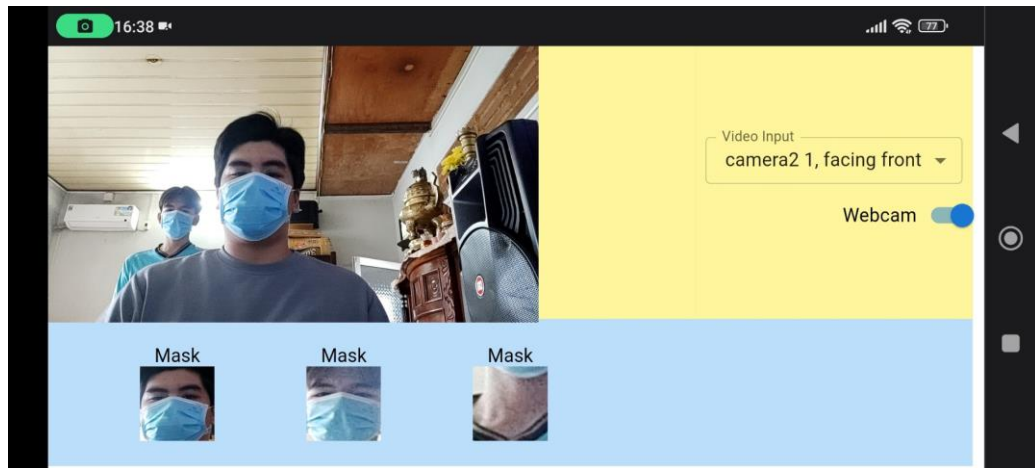 16:38
77
Video Input
camera2 1, facing front
Webcam
Mask
Mask
Mask